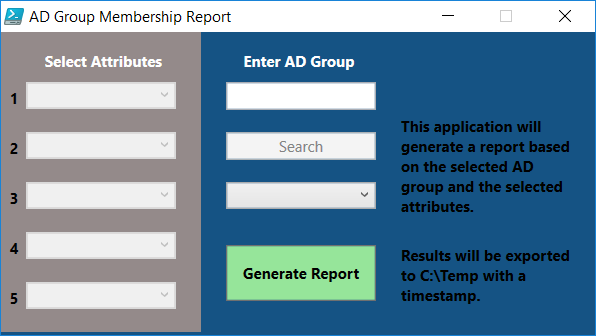 AD Group Membership Report
Select Attributes
1
2
3
4
5
Enter AD Group
Search
Generate Report
This application will
generate a report based
on the selected AD
group and the selected
attributes.
Results will be exported
to C:\Temp with a
timestamp.